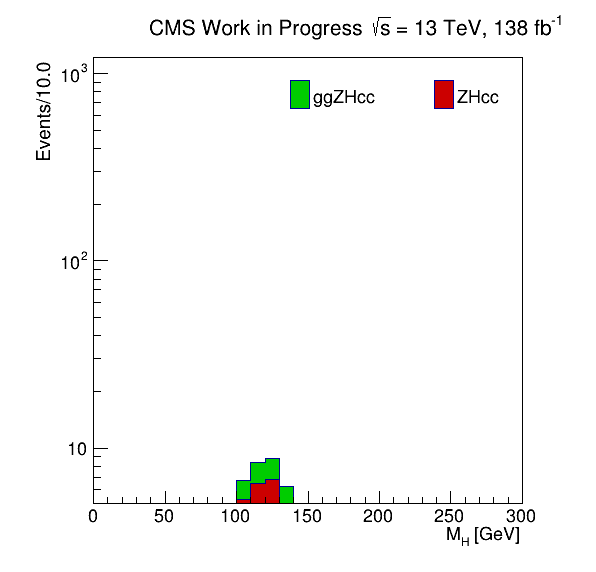 CMS Work in Progress √s = 13 TeV, 138 fb⁻¹
Events/10.0
10³
ggZHcc
ZHcc
10²
10
0 50 100 150 200 250 300
M_H [GeV]